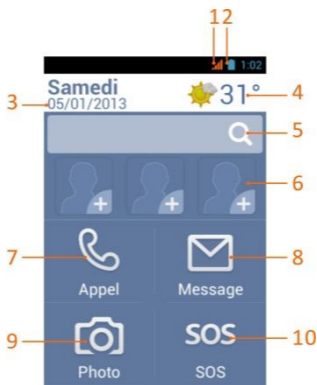 12
1:02
Samedi
31° 4
3 05/01/2013
5
6
7 8
Appel Message
9 SOS 10
Photo SOS